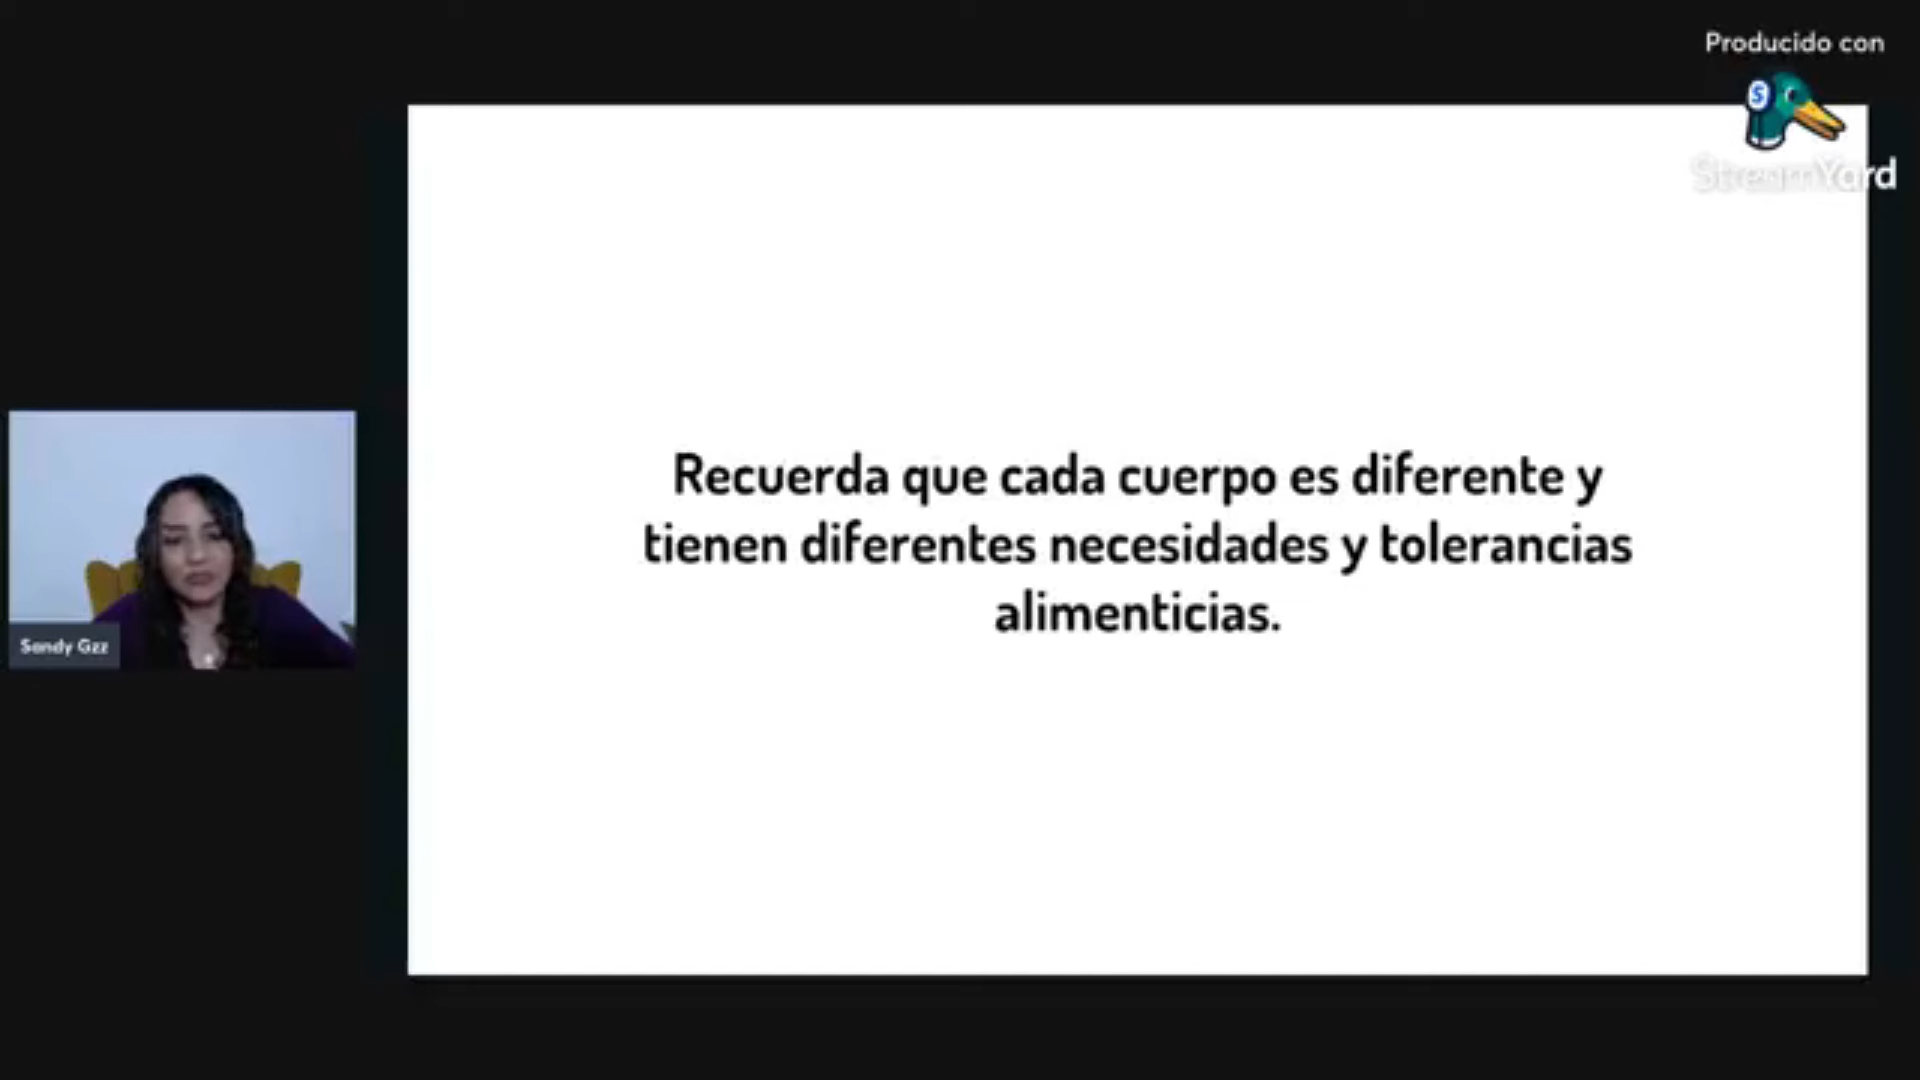 Producido con
StreamYard
Recuerda que cada cuerpo es diferente y
tienen diferentes necesidades y tolerancias
alimenticias.
Sandy Gzz